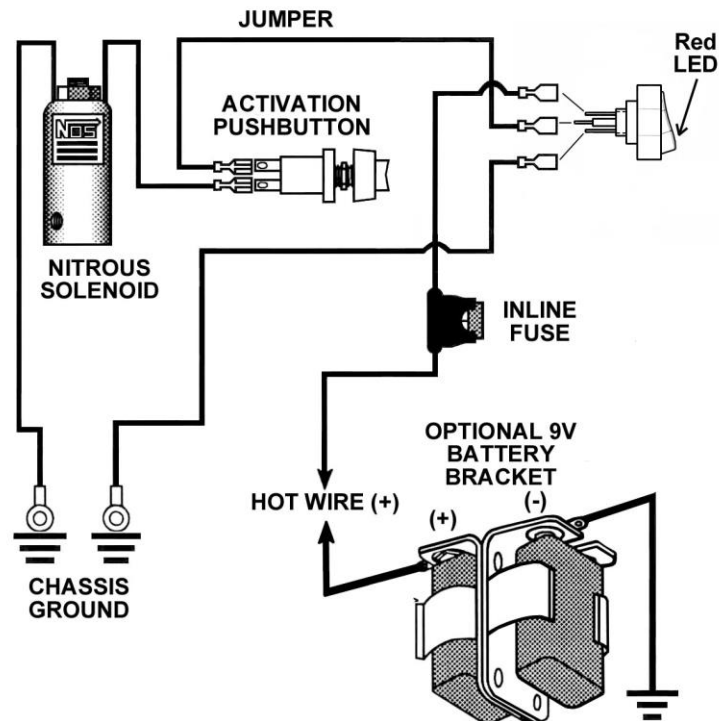 JUMPER
Red
LED
ACTIVATION
PUSHBUTTON
NOS
NITROUS
SOLENOID
INLINE
FUSE
OPTIONAL 9V
BATTERY
BRACKET
HOT WIRE (+)
(+)
(-)
CHASSIS
GROUND